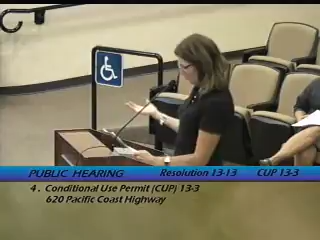 PUBLIC HEARING Resolution 13-13 CUP 13-3
4. Conditional Use Permit (CUP) 13-3
620 Pacific Coast Highway